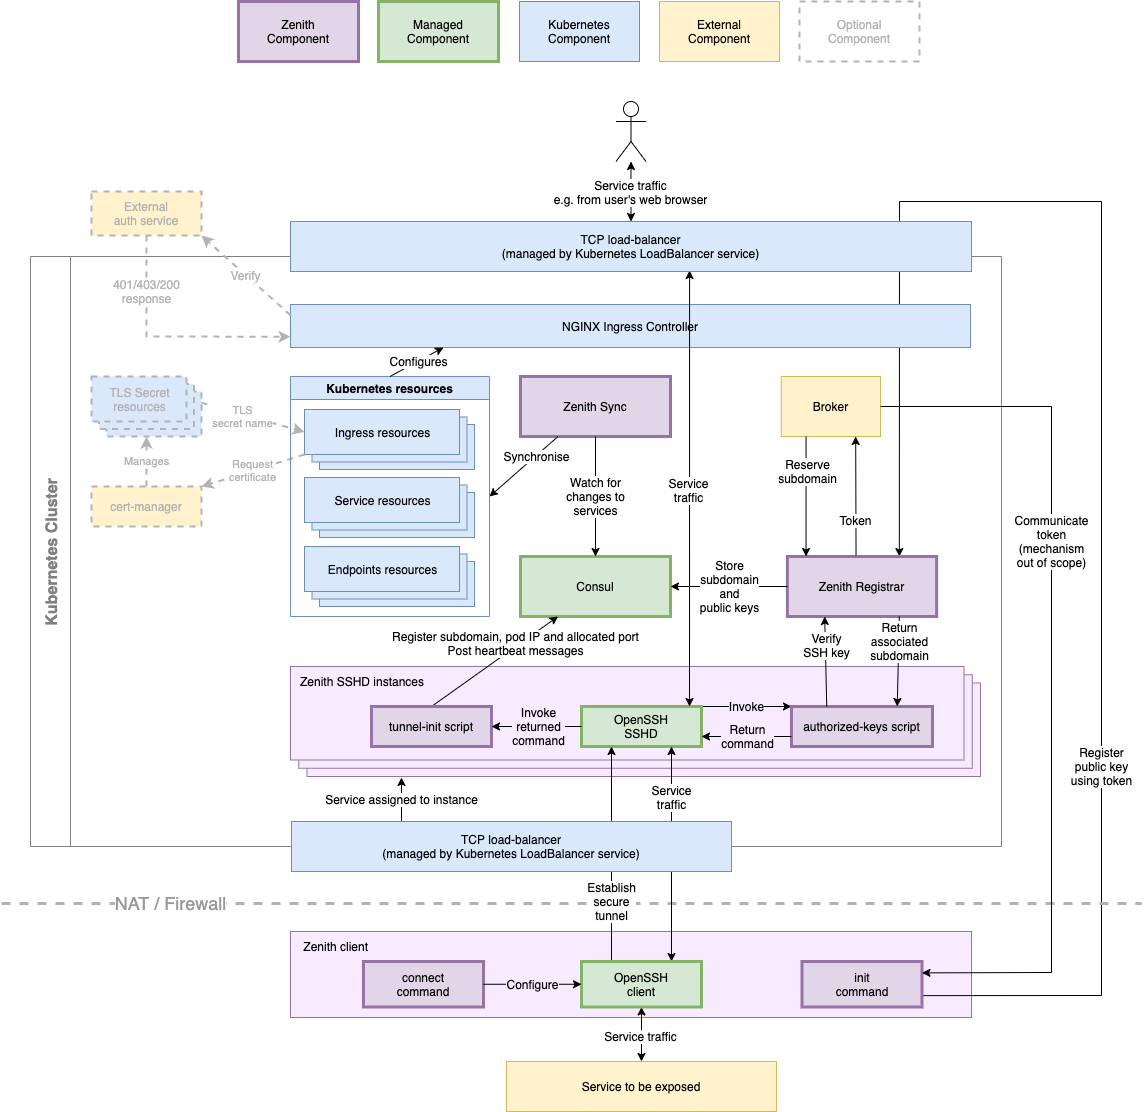 Zenith
Component
Managed
Component
Kubernetes
Component
External
Component
Optional
Component
Service traffic
e.g. from user's web browser
External
auth service
TCP load-balancer
(managed by Kubernetes LoadBalancer service)
Verify
401/403/200
response
NGINX Ingress Controller
Configures
Kubernetes resources
TLS Secret
resources
TLS
secret name
Ingress resources
Zenith Sync
Broker
Synchronise
Manages
Request
certificate
Reserve
subdomain
Watch for
changes to
services
Service
traffic
Service resources
cert-manager
Token
Communicate
token
(mechanism
out of scope)
Kubernetes Cluster
Endpoints resources
Consul
Store
subdomain
and
public keys
Zenith Registrar
Register subdomain, pod IP and allocated port
Post heartbeat messages
Verify
SSH key
Return
associated
subdomain
Zenith SSHD instances
tunnel-init script
Invoke
returned
command
OpenSSH
SSHD
Invoke
Return
command
authorized-keys script
Register
public key
using token
Service assigned to instance
Service
traffic
TCP load-balancer
(managed by Kubernetes LoadBalancer service)
Establish
secure
tunnel
NAT / Firewall
Zenith client
connect
command
Configure
OpenSSH
client
init
command
Service traffic
Service to be exposed